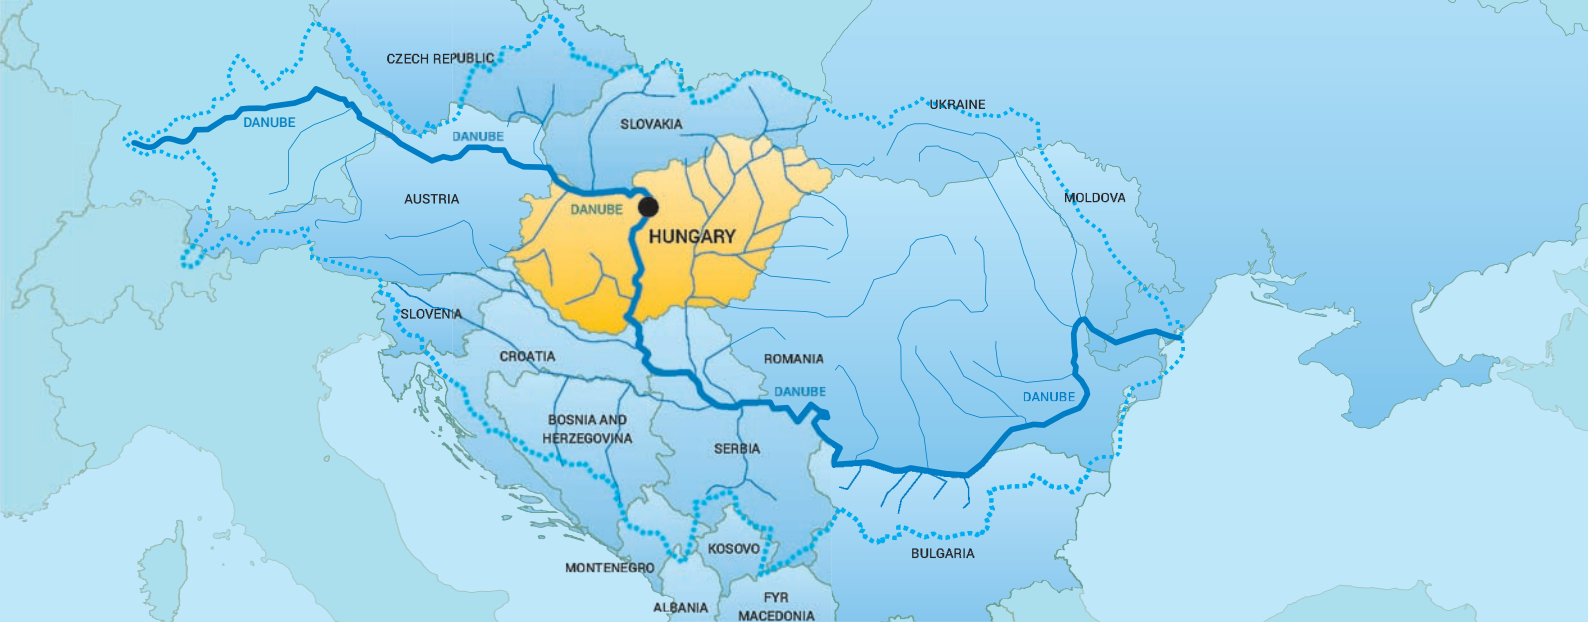 CZECH REPUBLIC
UKRAINE
DANUBE
SLOVAKIA
DANUBE
AUSTRIA
MOLDOVA
DANUBE
HUNGARY
SLOVENIA
CROATIA
ROMANIA
DANUBE
DANUBE
BOSNIA AND
HERZEGOVINA
SERBIA
KOSOVO
BULGARIA
MONTENEGRO
ALBANIA
FYR
MACEDONIA